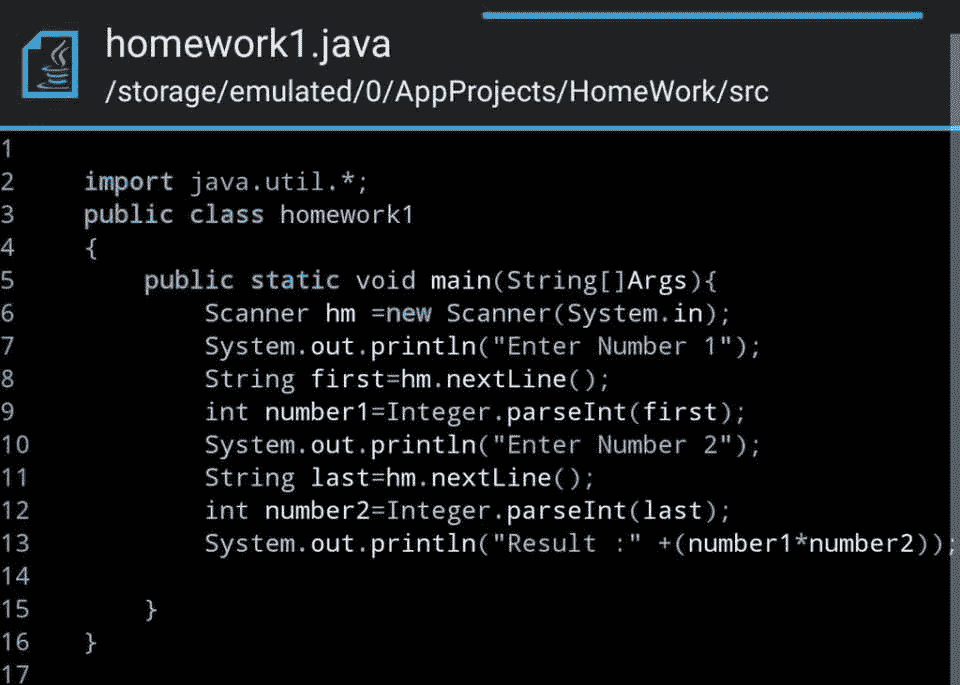 homework1.java
/storage/emulated/0/AppProjects/HomeWork/src
1
2 import java.util.*;
3 public class homework1
4 {
5 public static void main(String[]Args){
6 Scanner hm =new Scanner(System.in);
7 System.out.println("Enter Number 1");
8 String first=hm.nextLine();
9 int number1=Integer.parseInt(first);
10 System.out.println("Enter Number 2");
11 String last=hm.nextLine();
12 int number2=Integer.parseInt(last);
13 System.out.println("Result :" +(number1*number2));
14
15 }
16 }
17